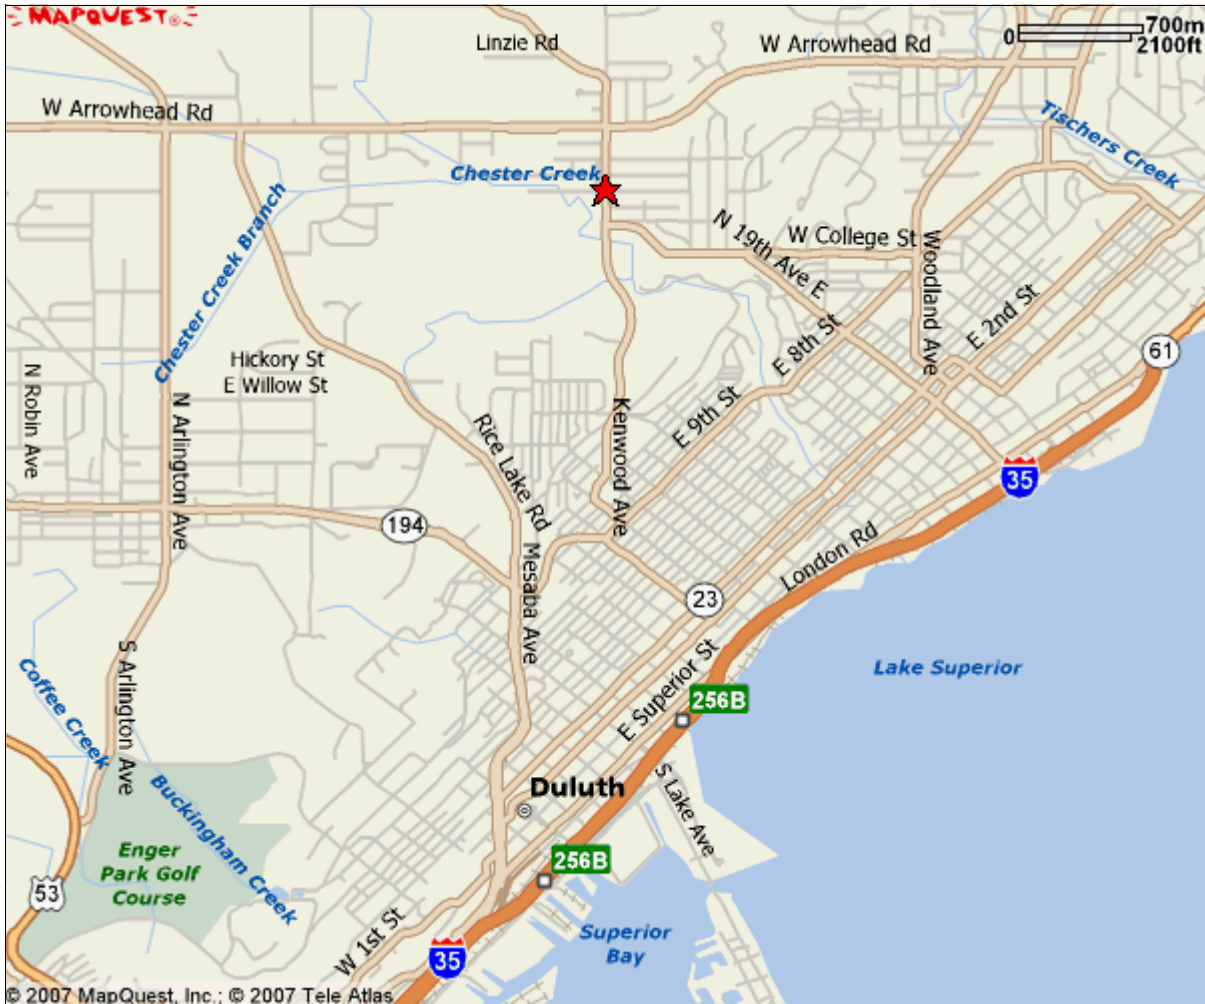 MAPQUEST
700m
0
2100ft
Linzie Rd
W Arrowhead Rd
W Arrowhead Rd
Tischers Creek
Chester Creek
Chester Creek Branch
N 19th Ave E
W College St
Woodland Ave
E 2nd St
E 8th St
61
Hickory St
E Willow St
N Robin Ave
N Arlington Ave
Rice Lake Rd
Kenwood Ave
E 9th St
35
194
Mesaba Ave
London Rd
23
S Arlington Ave
Coffee Creek
E Superior St
Lake Superior
256B
Duluth
S Lake Ave
Buckingham Creek
Enger
Park Golf
Course
256B
53
W 1st St
Superior
Bay
35
© 2007 MapQuest, Inc.; © 2007 Tele Atlas